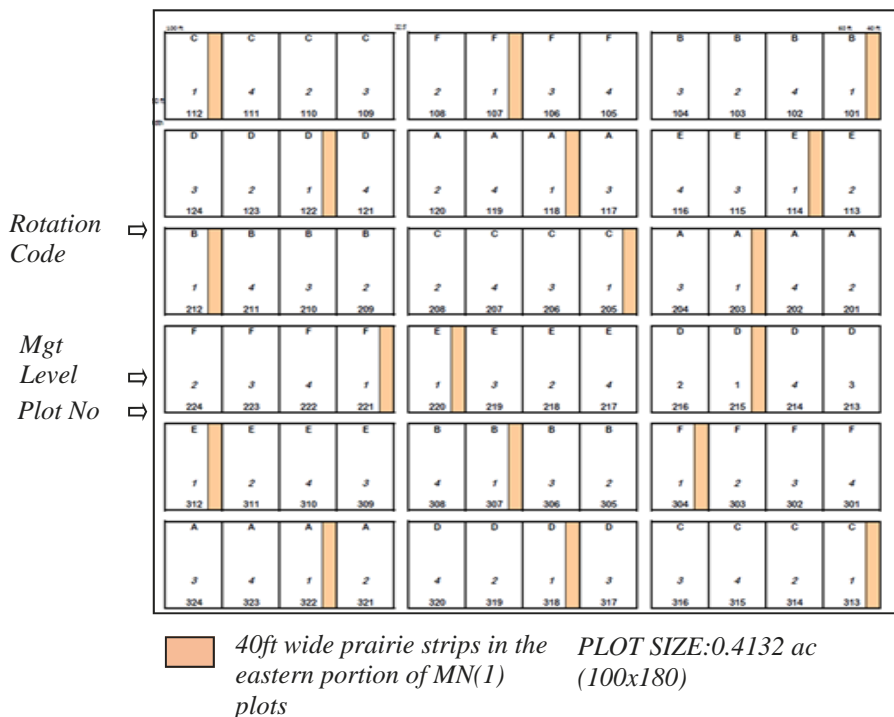 100 ft
60 ft 40 ft
C C C C F F F F B B B B
1 4 2 3 2 1 3 4 3 2 4 1
112 111 110 109 108 107 106 105 104 103 102 101
D D D D A A A A E E E E
3 2 1 4 2 4 1 3 4 3 1 2
124 123 122 121 120 119 118 117 116 115 114 113
Rotation
Code
B B B B C C C C A A A A
1 4 3 2 2 4 3 1 3 1 4 2
212 211 210 209 208 207 206 205 204 203 202 201
Mgt
Level
Plot No
F F F F E E E E D D D D
2 3 4 1 1 3 2 4 2 1 4 3
224 223 222 221 220 219 218 217 216 215 214 213
E E E E B B B B F F F F
1 2 4 3 4 1 3 2 1 2 3 4
312 311 310 309 308 307 306 305 304 303 302 301
A A A A D D D D C C C C
3 4 1 2 4 2 1 3 3 4 2 1
324 323 322 321 320 319 318 317 316 315 314 313
40ft wide prairie strips in the
eastern portion of MN(1)
plots
PLOT SIZE:0.4132 ac
(100x180)